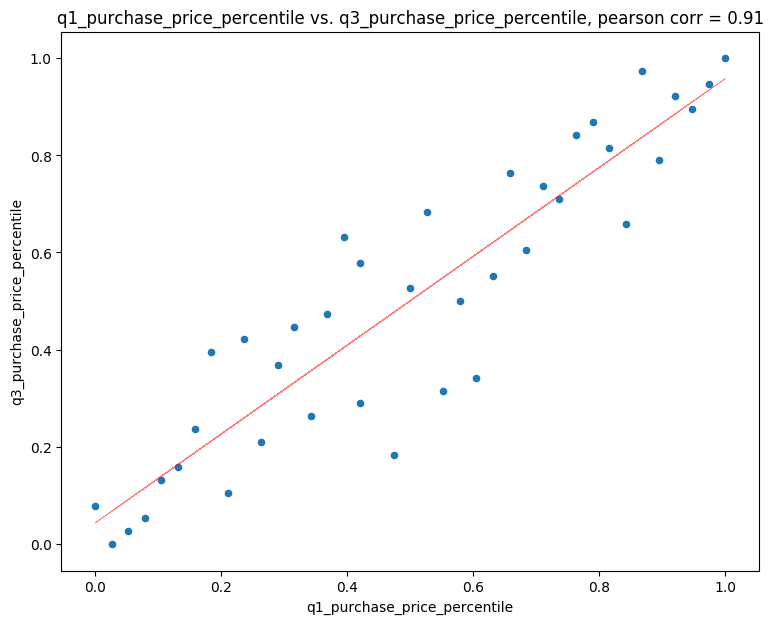 q1_purchase_price_percentile vs. q3_purchase_price_percentile, pearson corr = 0.91
1.0
0.8
0.6
0.4
0.2
0.0
q3_purchase_price_percentile
0.0 0.2 0.4 0.6 0.8 1.0
q1_purchase_price_percentile